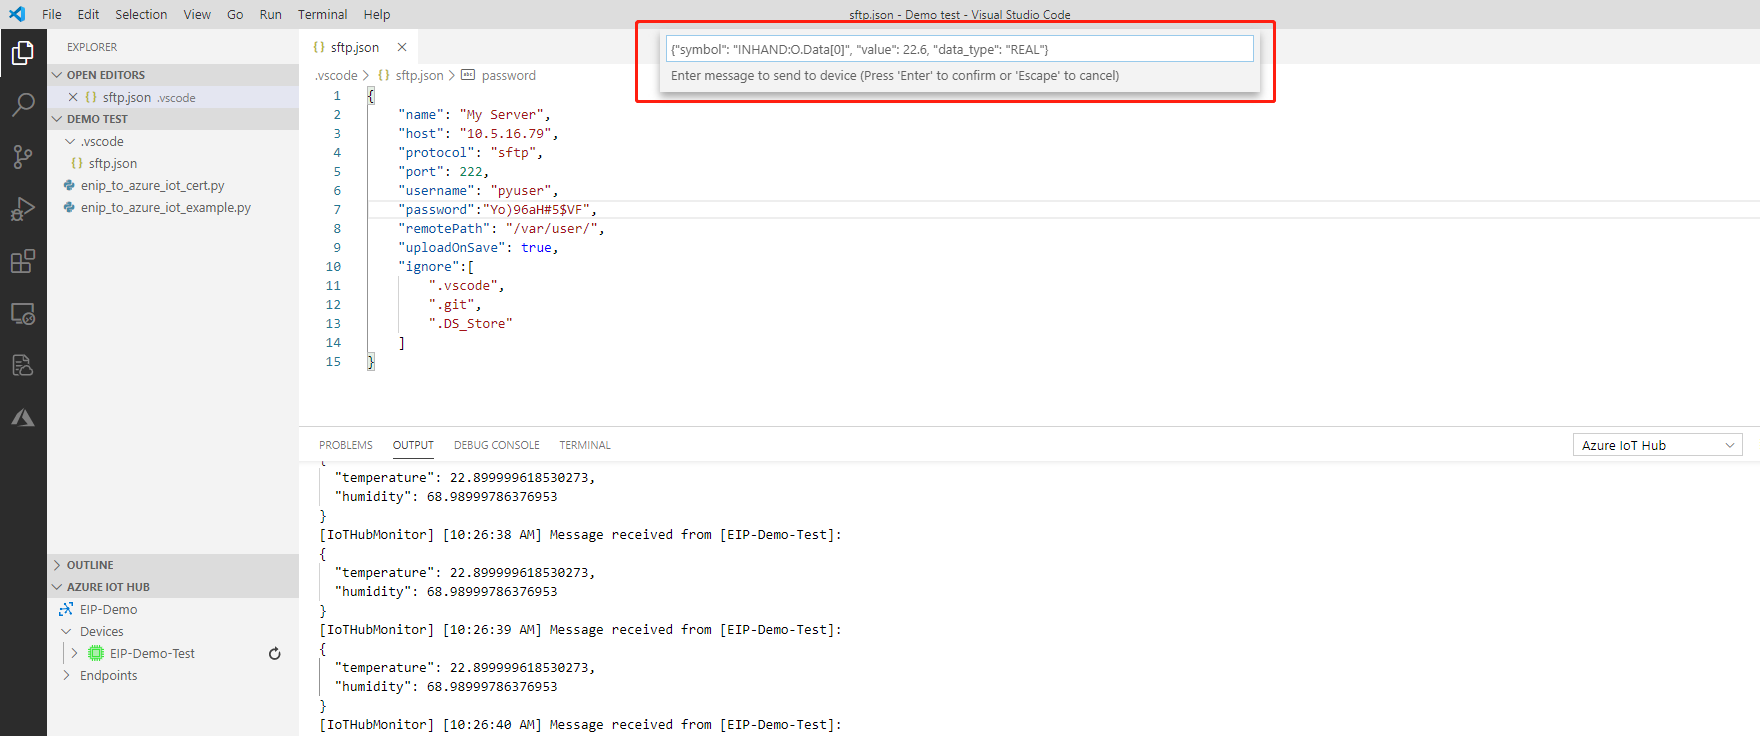 File Edit Selection View Go Run Terminal Help
sftp.json - Demo test - Visual Studio Code
EXPLORER
OPEN EDITORS
{} sftp.json .vscode
DEMO TEST
.vscode
{} sftp.json
enip_to_azure_iot_cert.py
enip_to_azure_iot_example.py
OUTLINE
AZURE IOT HUB
EIP-Demo
Devices
EIP-Demo-Test
Endpoints
{} sftp.json
.vscode > {} sftp.json > abc password
{"symbol": "INHAND:O.Data[0]", "value": 22.6, "data_type": "REAL"}
Enter message to send to device (Press 'Enter' to confirm or 'Escape' to cancel)
1 {
2 "name": "My Server",
3 "host": "10.5.16.79",
4 "protocol": "sftp",
5 "port": 222,
6 "username": "pyuser",
7 "password":"Yo)96aH#5$VF",
8 "remotePath": "/var/user/",
9 "uploadOnSave": true,
10 "ignore":[
11 ".vscode",
12 ".git",
13 ".DS_Store"
14 ]
15 }
PROBLEMS OUTPUT DEBUG CONSOLE TERMINAL
Azure IoT Hub
{
"temperature": 22.899999618530273,
"humidity": 68.98999786376953
}
[IoTHubMonitor] [10:26:38 AM] Message received from [EIP-Demo-Test]:
{
"temperature": 22.899999618530273,
"humidity": 68.98999786376953
}
[IoTHubMonitor] [10:26:39 AM] Message received from [EIP-Demo-Test]:
{
"temperature": 22.899999618530273,
"humidity": 68.98999786376953
}
[IoTHubMonitor] [10:26:40 AM] Message received from [EIP-Demo-Test]: